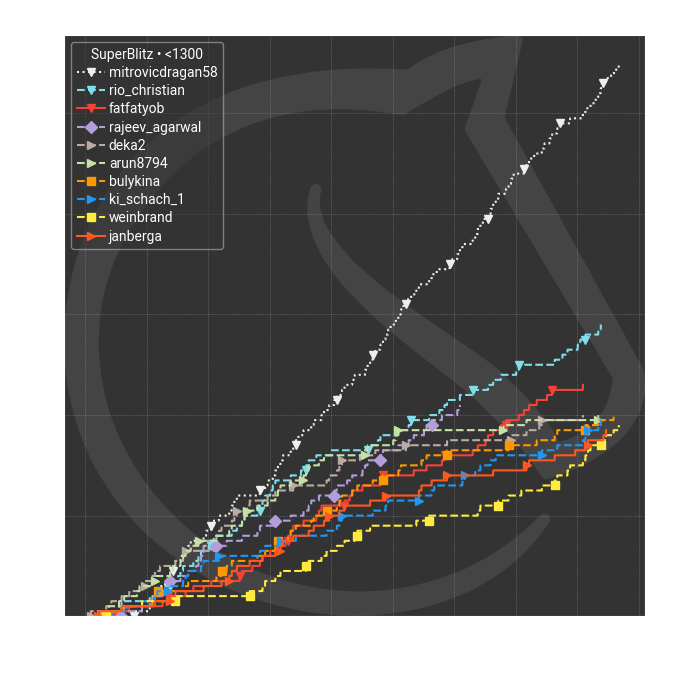 SuperBlitz • <1300
mitrovicdragan58
rio_christian
fatfatyob
rajeev_agarwal
deka2
arun8794
bulykina
ki_schach_1
weinbrand
janberga